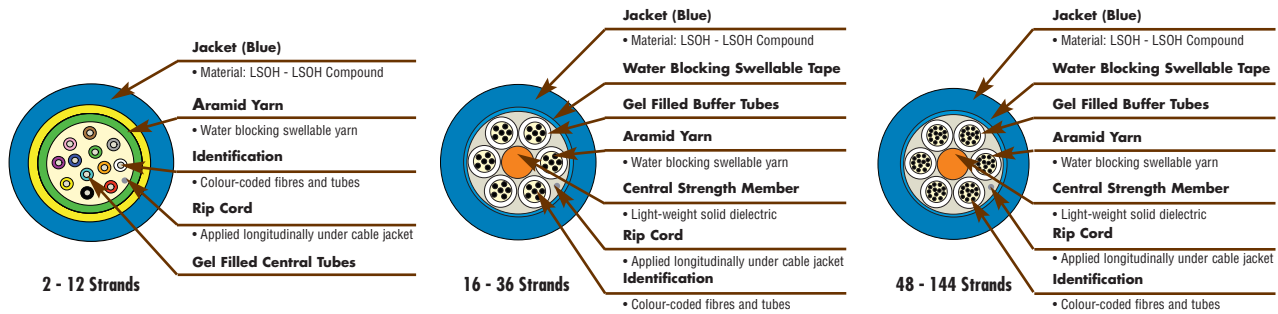 Jacket (Blue)
• Material: LSOH - LSOH Compound
Aramid Yarn
• Water blocking swellable yarn
Identification
• Colour-coded fibres and tubes
Rip Cord
• Applied longitudinally under cable jacket
Gel Filled Central Tubes
2 - 12 Strands
Jacket (Blue)
• Material: LSOH - LSOH Compound
Water Blocking Swellable Tape
Gel Filled Buffer Tubes
Aramid Yarn
• Water blocking swellable yarn
Central Strength Member
• Light-weight solid dielectric
Rip Cord
• Applied longitudinally under cable jacket
Identification
• Colour-coded fibres and tubes
16 - 36 Strands
Jacket (Blue)
• Material: LSOH - LSOH Compound
Water Blocking Swellable Tape
Gel Filled Buffer Tubes
Aramid Yarn
• Water blocking swellable yarn
Central Strength Member
• Light-weight solid dielectric
Rip Cord
• Applied longitudinally under cable jacket
Identification
• Colour-coded fibres and tubes
48 - 144 Strands